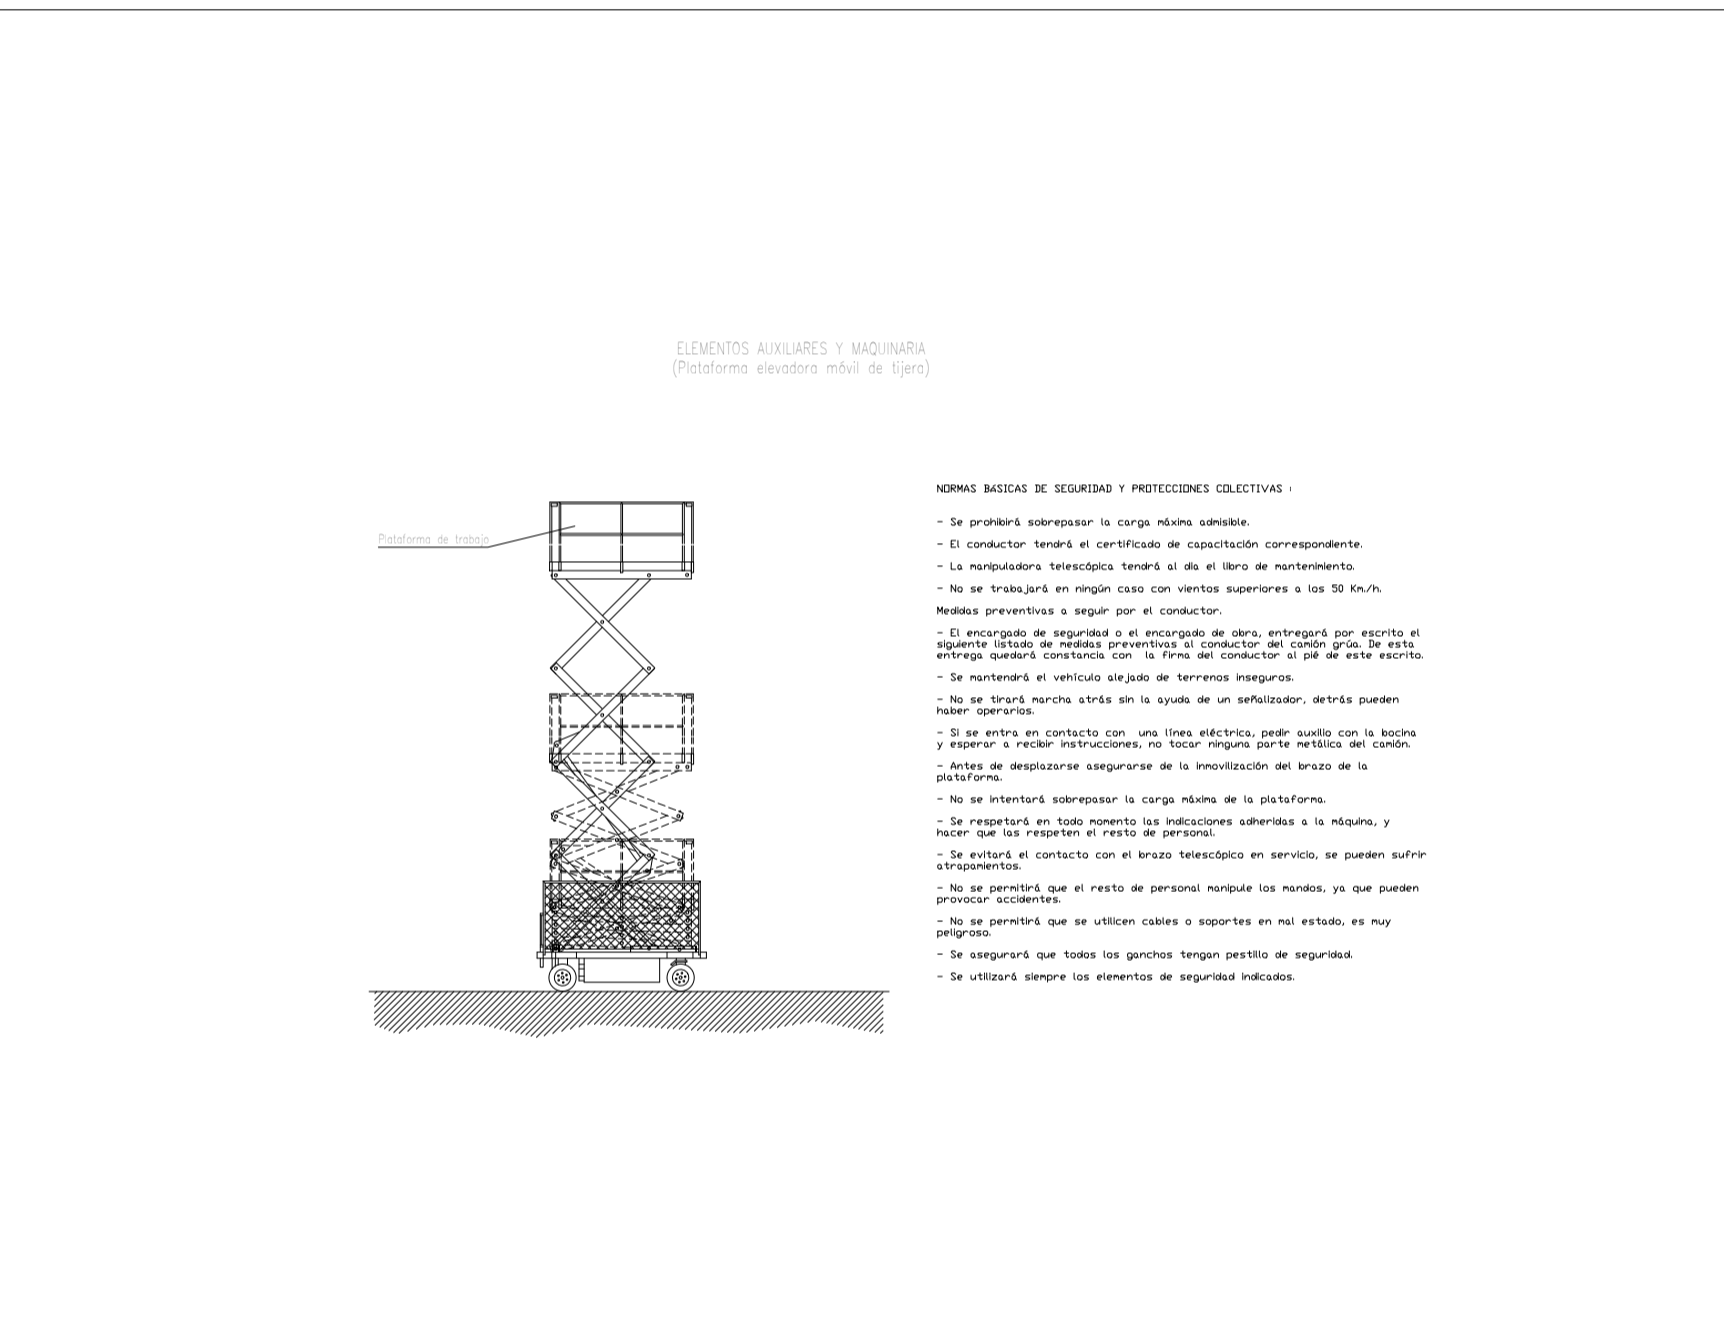 ELEMENTOS AUXILIARES Y MAQUINARIA
(Plataforma elevadora móvil de tijera)
Plataforma de trabajo
NORMAS BáSICAS DE SEGURIDAD Y PROTECCIONES COLECTIVAS :
- Se prohibirá sobrepasar la carga máxima admisible.
- El conductor tendrá el certificado de capacitación correspondiente.
- La manipuladora telescópica tendrá al dia el libro de mantenimiento.
- No se trabajará en ningún caso con vientos superiores a los 50 Km./h.
Medidas preventivas a seguir por el conductor.
- El encargado de seguridad o el encargado de obra, entregará por escrito el
siguiente listado de medidas preventivas al conductor del camión grúa. De esta
entrega quedará constancia con la firma del conductor al pié de este escrito.
- Se mantendrá el vehículo alejado de terrenos inseguros.
- No se tirará marcha atrás sin la ayuda de un señalizador, detrás pueden
haber operarios.
- Si se entra en contacto con una línea eléctrica, pedir auxilio con la bocina
y esperar a recibir instrucciones, no tocar ninguna parte metálica del camión.
- Antes de desplazarse asegurarse de la inmovilización del brazo de la
plataforma.
- No se intentará sobrepasar la carga máxima de la plataforma.
- Se respetará en todo momento las indicaciones adheridas a la máquina, y
hacer que las respeten el resto de personal.
- Se evitará el contacto con el brazo telescópico en servicio, se pueden sufrir
atrapamientos.
- No se permitirá que el resto de personal manipule los mandos, ya que pueden
provocar accidentes.
- No se permitirá que se utilicen cables o soportes en mal estado, es muy
peligroso.
- Se asegurará que todos los ganchos tengan pestillo de seguridad.
- Se utilizará siempre los elementos de seguridad indicados.